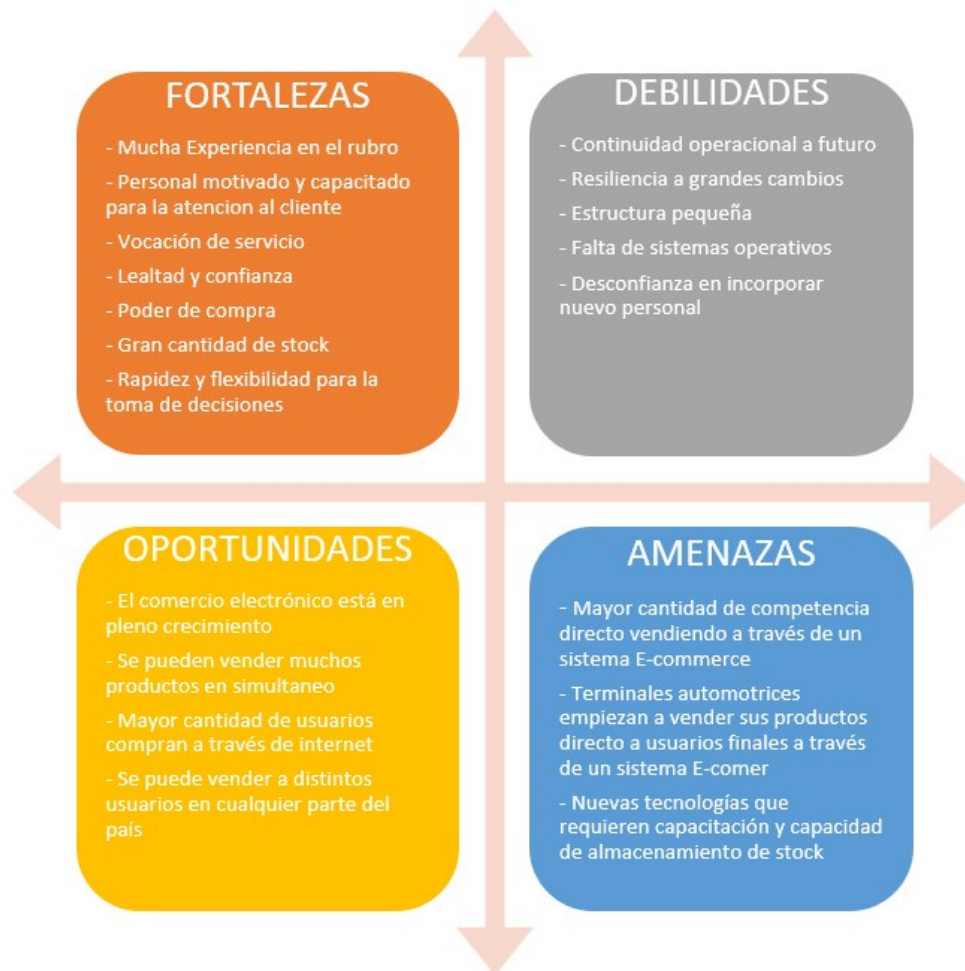 FORTALEZAS
- Mucha Experiencia en el rubro
- Personal motivado y capacitado
para la atencion al cliente
- Vocación de servicio
- Lealtad y confianza
- Poder de compra
- Gran cantidad de stock
- Rapidez y flexibilidad para la
toma de decisiones
DEBILIDADES
- Continuidad operacional a futuro
- Resiliencia a grandes cambios
- Estructura pequeña
- Falta de sistemas operativos
- Desconfianza en incorporar
nuevo personal
OPORTUNIDADES
- El comercio electrónico está en
pleno crecimiento
- Se pueden vender muchos
productos en simultaneo
- Mayor cantidad de usuarios
compran a través de internet
- Se puede vender a distintos
usuarios en cualquier parte del
país
AMENAZAS
- Mayor cantidad de competencia
directo vendiendo a través de un
sistema E-commerce
- Terminales automotrices
empiezan a vender sus productos
directo a usuarios finales a través
de un sistema E-comer
- Nuevas tecnologías que
requieren capacitación y capacidad
de almacenamiento de stock